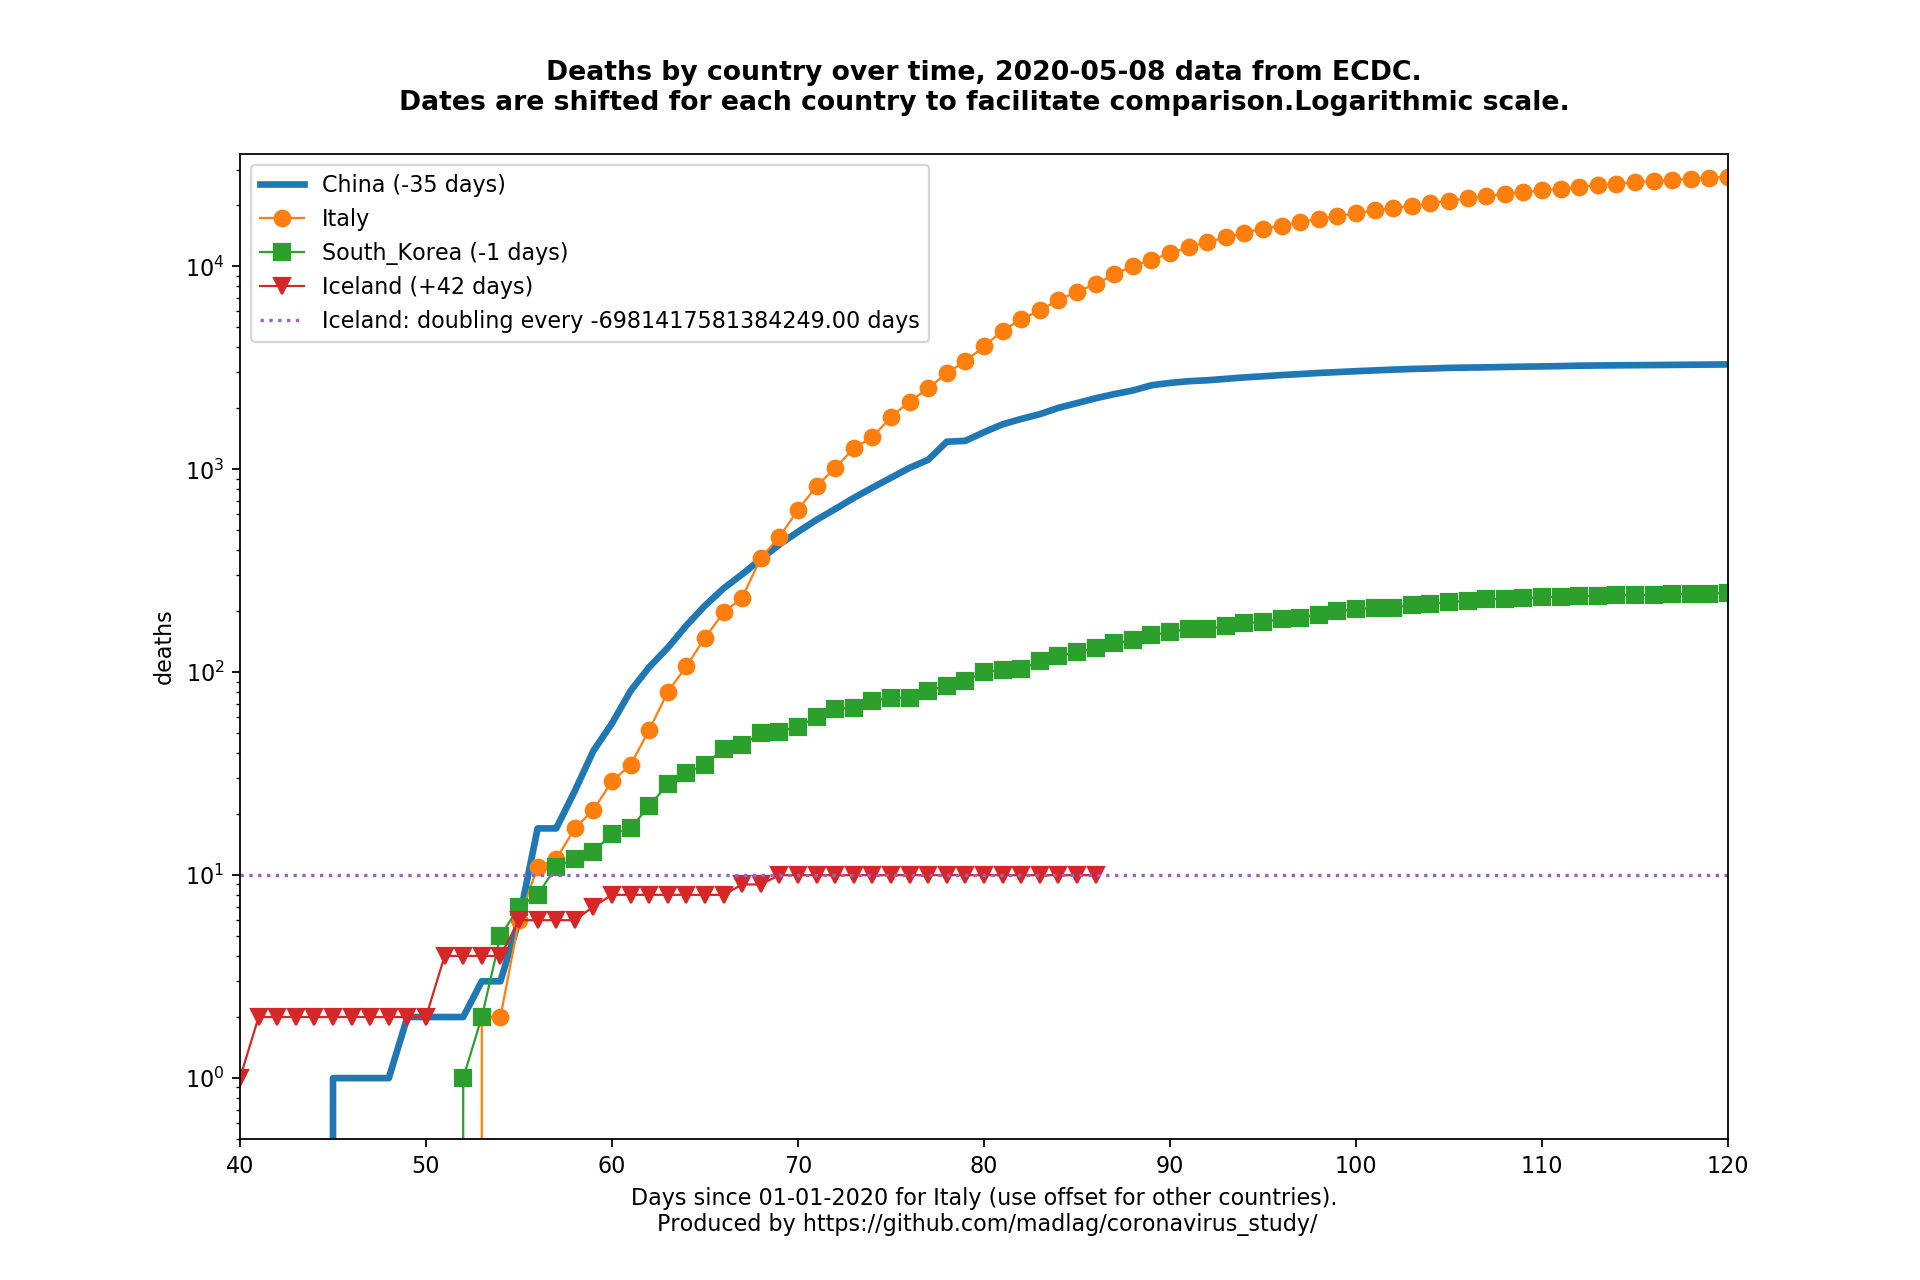 Deaths by country over time, 2020-05-08 data from ECDC.
Dates are shifted for each country to facilitate comparison.Logarithmic scale.
China (-35 days)
Italy
South_Korea (-1 days)
Iceland (+42 days)
Iceland: doubling every -6981417581384249.00 days
deaths
10⁴
10³
10²
10¹
10⁰
40 50 60 70 80 90 100 110 120
Days since 01-01-2020 for Italy (use offset for other countries).
Produced by https://github.com/madlag/coronavirus_study/